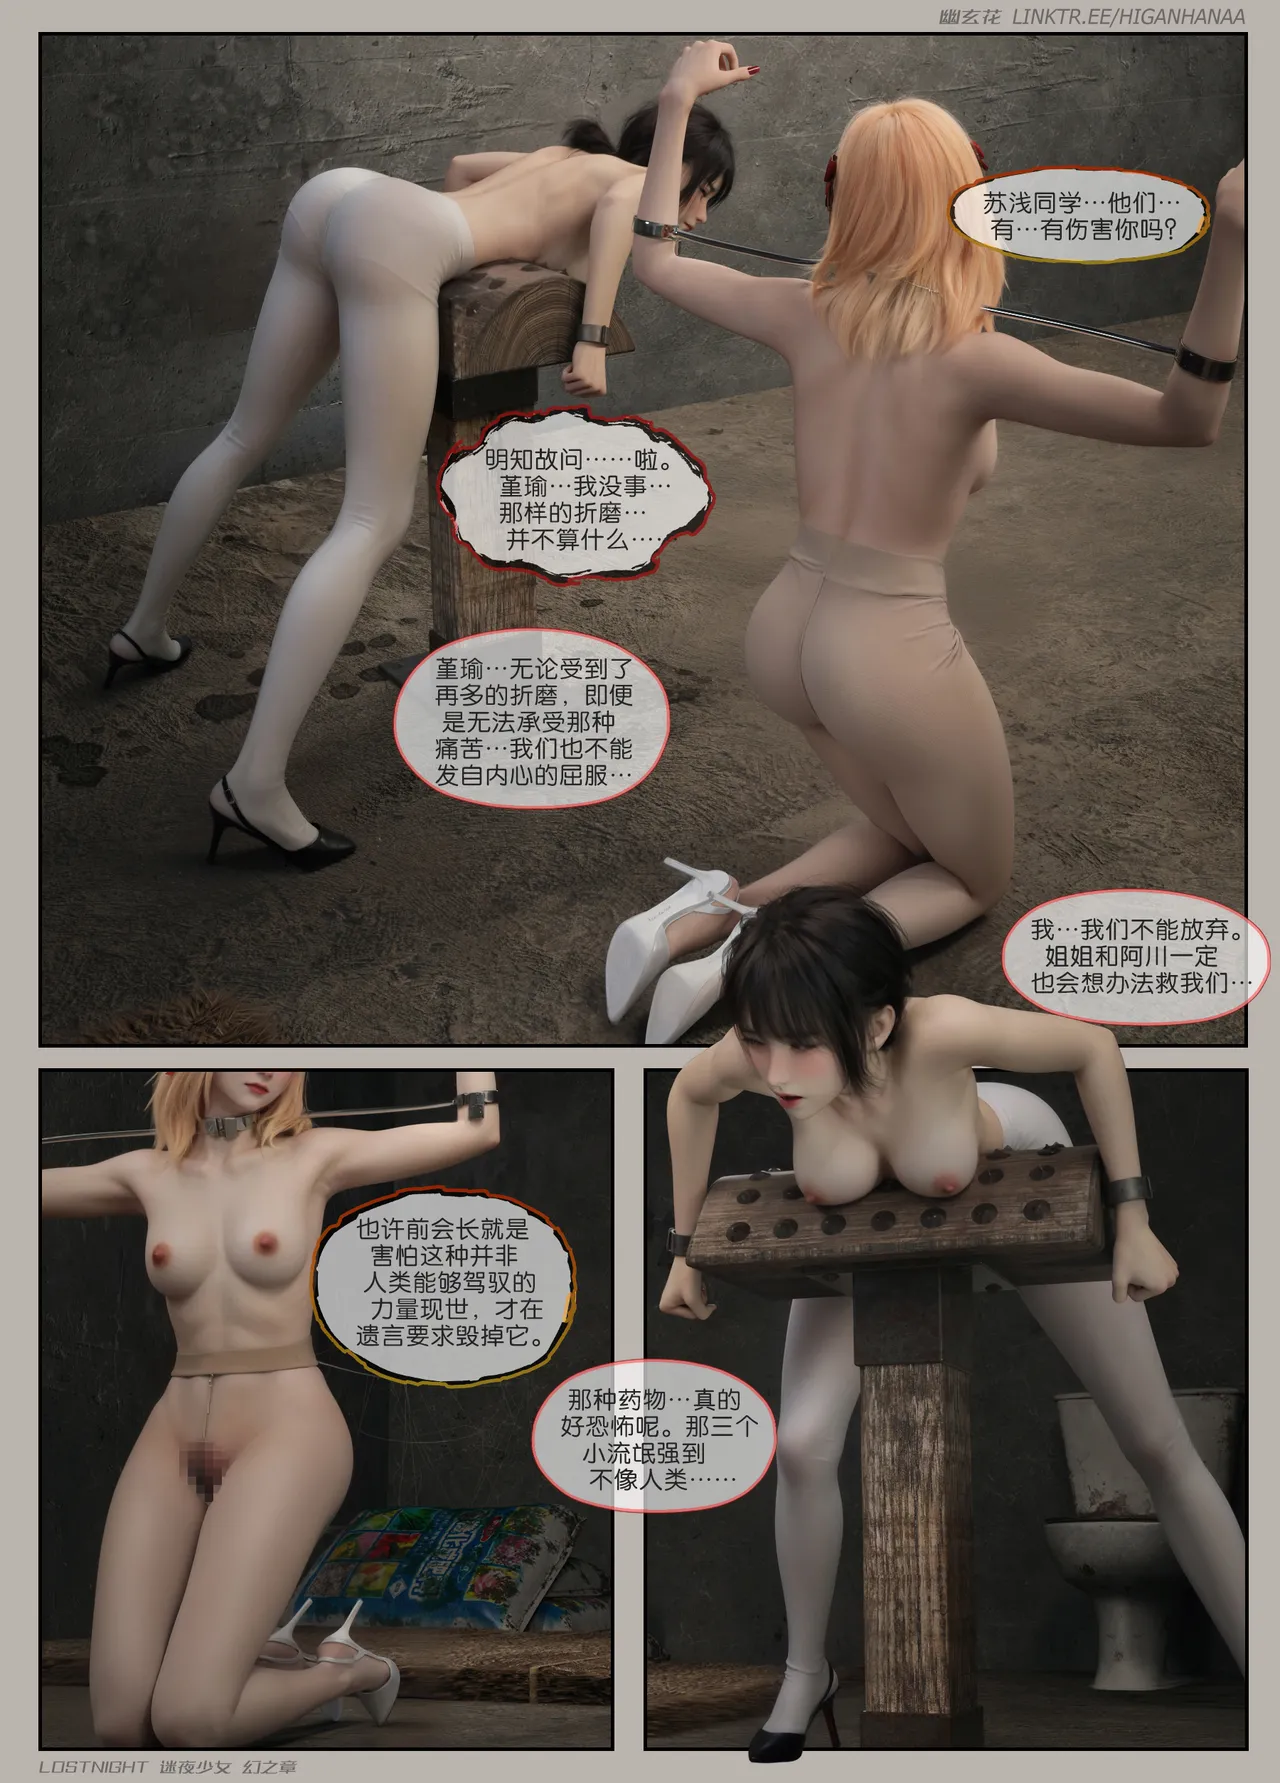 幽玄花 LINKTR.EE/HIGANHANAA
苏浅同学…他们…
有…有伤害你吗？
明知故问……啦。
堇瑜…我没事…
那样的折磨…
并不算什么…．
堇瑜…无论受到了
再多的折磨，即便
是无法承受那种
痛苦…我们也不能
发自内心的屈服…
我…我们不能放弃。
姐姐和阿川一定
也会想办法救我们…
也许前会长就是
害怕这种并非
人类能够驾驭的
力量现世，才在
遗言要求毁掉它。
那种药物…真的
好恐怖呢。那三个
小流氓强到
不像人类……
LOSTNIGHT 迷夜少女 幻之章